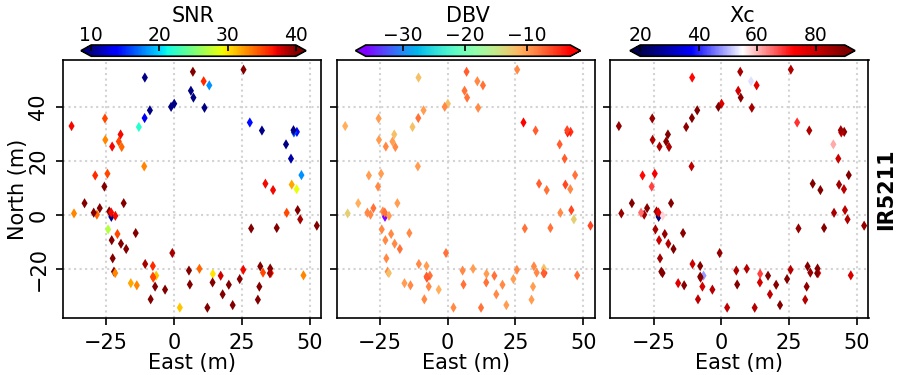 SNR DBV Xc
10 20 30 40 −30 −20 −10 20 40 60 80
40
20
0
−20
North (m)
IR5211
−25 0 25 50 −25 0 25 50 −25 0 25 50
East (m) East (m) East (m)